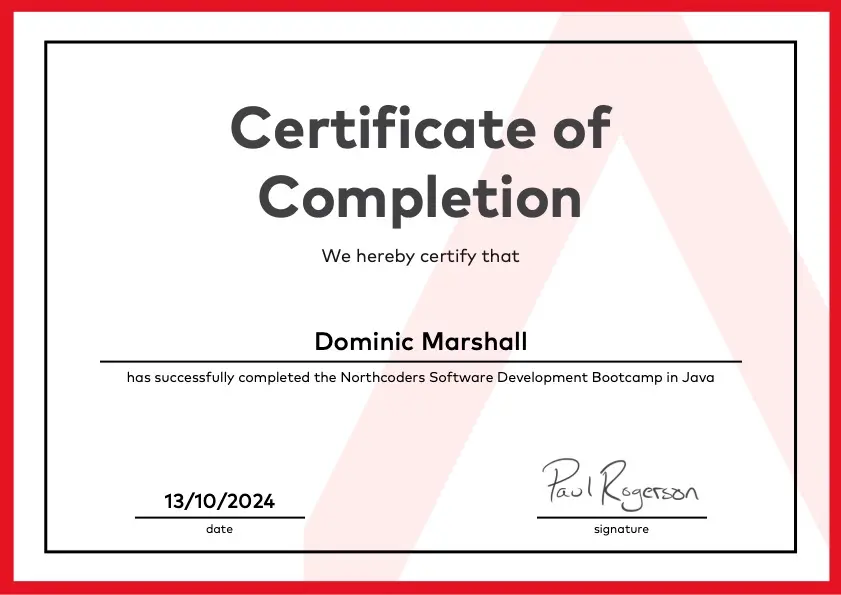 Certificate of
Completion
We hereby certify that
Dominic Marshall
has successfully completed the Northcoders Software Development Bootcamp in Java
13/10/2024
Paul Rogerson
date
signature